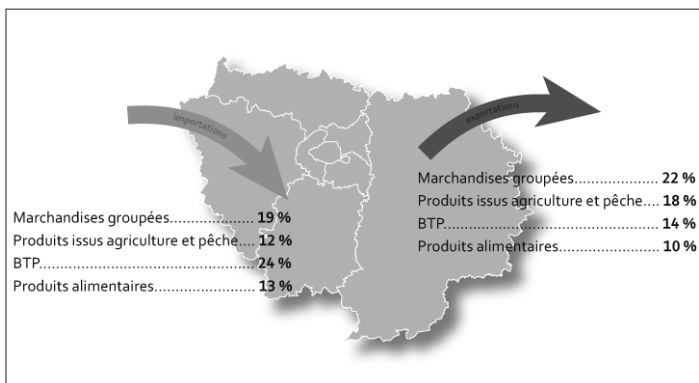 importations
exportations
Marchandises groupées........................ 22 %
Produits issus agriculture et pêche.... 18 %
BTP.......................................................... 14 %
Produits alimentaires............................ 10 %
Marchandises groupées........................ 19 %
Produits issus agriculture et pêche.... 12 %
BTP.......................................................... 24 %
Produits alimentaires............................ 13 %